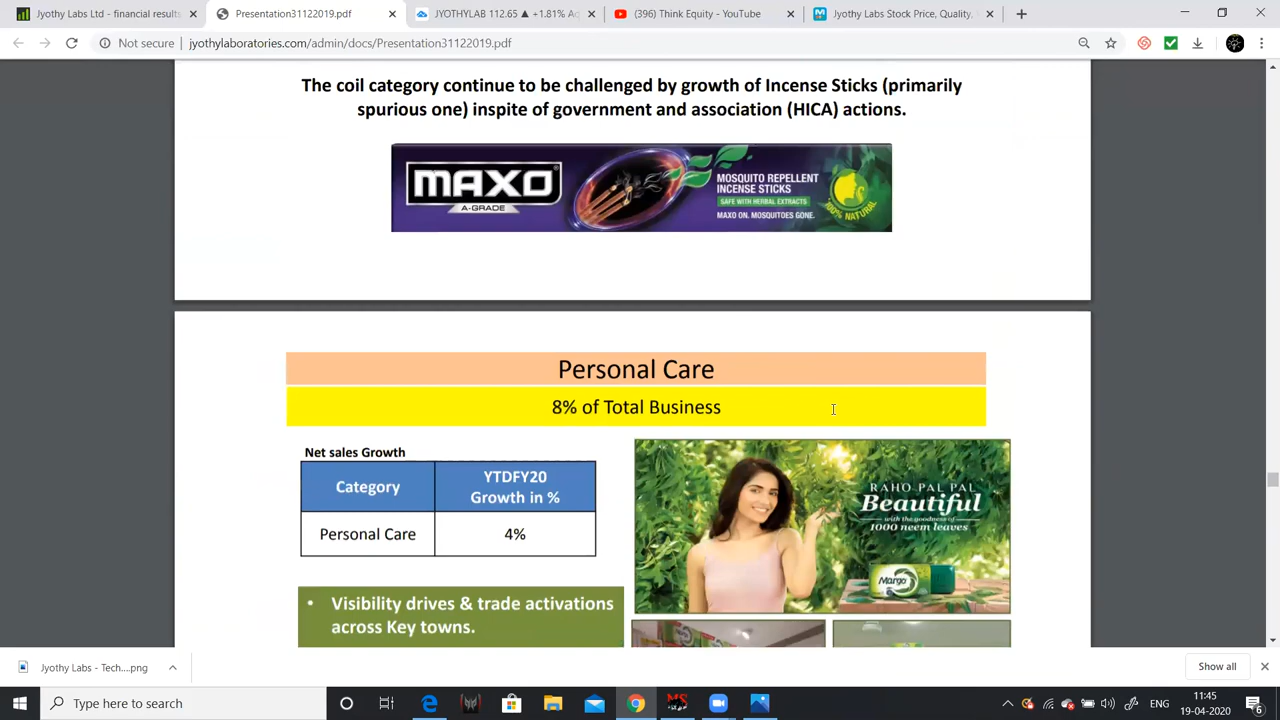 Jyothy Labs Ltd - financial results
Presentation31122019.pdf
JYOTHYLAB 112.65 ▲ +1.81% Aq
(396) Think Equity - YouTube
Jyothy Labs Stock Price, Quality,
Not secure
jyothylaboratories.com/admin/docs/Presentation31122019.pdf
The coil category continue to be challenged by growth of Incense Sticks (primarily
spurious one) inspite of government and association (HICA) actions.
MAXO
A-GRADE
MOSQUITO REPELLENT
INCENSE STICKS
SAFE WITH HERBAL EXTRACTS
MAXO ON. MOSQUITOES GONE.
100% NATURAL
Personal Care
8% of Total Business
Net sales Growth
Category
YTDFY20
Growth in %
Personal Care
4%
RAHO PAL PAL
Beautiful
with the goodness of
1000 neem leaves
Margo
• Visibility drives & trade activations
across Key towns.
Jyothy Labs - Tech....png
Show all
Type here to search
ENG
11:45
19-04-2020
6